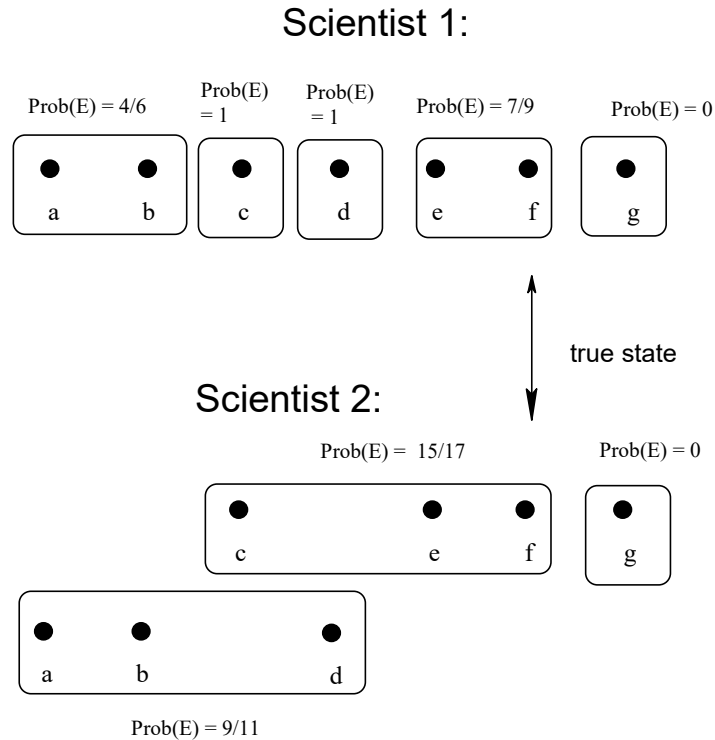 Scientist 1:
Prob(E) = 4/6
Prob(E)
= 1
Prob(E)
= 1
Prob(E) = 7/9
Prob(E) = 0
a b c d e f g
true state
Scientist 2:
Prob(E) = 15/17
Prob(E) = 0
c e f g
a b d
Prob(E) = 9/11